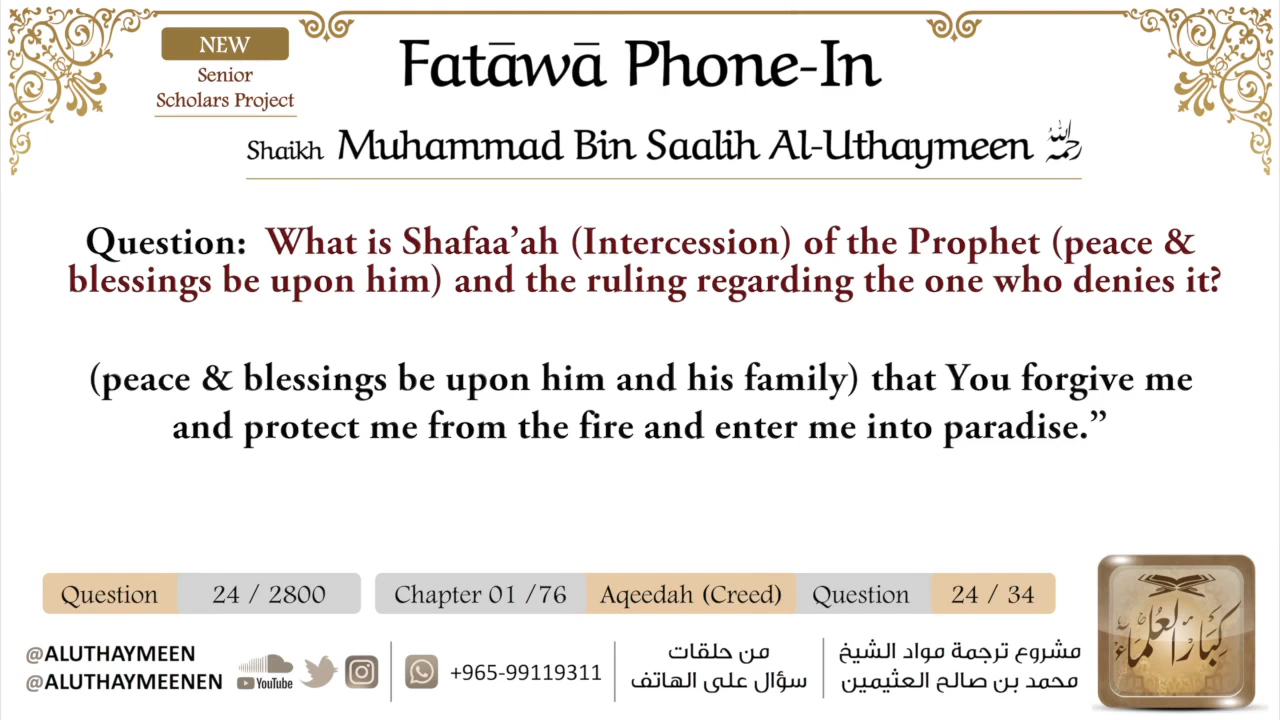 NEW
Senior
Scholars Project
Fatāwā Phone-In
Shaikh Muhammad Bin Saalih Al-Uthaymeen رحمه الله
Question: What is Shafaa’ah (Intercession) of the Prophet (peace &
blessings be upon him) and the ruling regarding the one who denies it?
(peace & blessings be upon him and his family) that You forgive me
and protect me from the fire and enter me into paradise.”
Question 24 / 2800 Chapter 01 /76 Aqeedah (Creed) Question 24 / 34
@ALUTHAYMEEN
@ALUTHAYMEENEN
YouTube
+965-99119311
من حلقات
سؤال على الهاتف
مشروع ترجمة مواد الشيخ
محمد بن صالح العثيمين
كبار العلماء